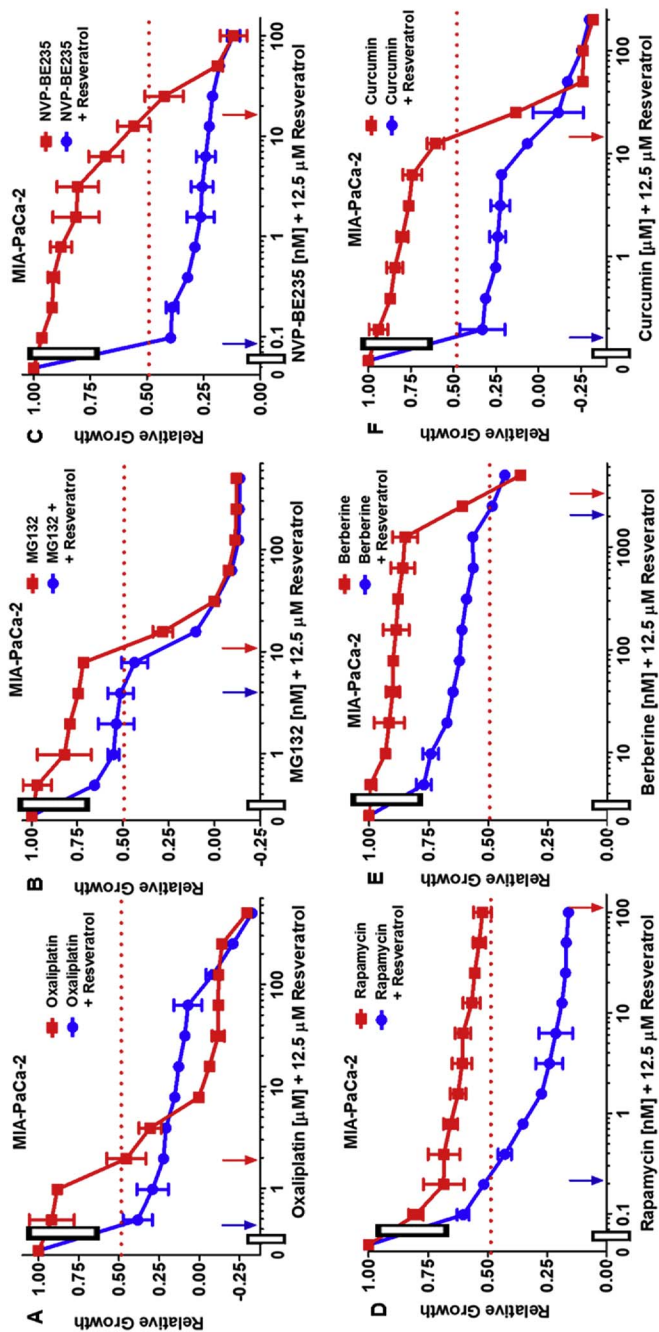 A
MIA-PaCa-2
Oxaliplatin
Oxaliplatin
+ Resveratrol
Relative Growth
1.00
0.75
0.50
0.25
0.00
0
1
10
100
Oxaliplatin [µM] + 12.5 µM Resveratrol
B
MIA-PaCa-2
MG132
MG132 +
+ Resveratrol
Relative Growth
1.00
0.75
0.50
0.25
0.00
-0.25
0
1
10
100
MG132 [nM] + 12.5 µM Resveratrol
C
MIA-PaCa-2
NVP-BE235
NVP-BE235
+ Resveratrol
Relative Growth
1.00
0.75
0.50
0.25
0.00
0
0.1
1
10
100
NVP-BE235 [nM] + 12.5 µM Resveratrol
D
MIA-PaCa-2
Rapamycin
Rapamycin
+ Resveratrol
Relative Growth
1.00
0.75
0.50
0.25
0.00
0
0.1
1
10
100
Rapamycin [nM] + 12.5 µM Resveratrol
E
MIA-PaCa-2
Berberine
Berberine
+ Resveratrol
Relative Growth
1.00
0.75
0.50
0.25
0.00
0
10
100
1000
Berberine [nM] + 12.5 µM Resveratrol
F
MIA-PaCa-2
Curcumin
Curcumin
+ Resveratrol
Relative Growth
1.00
0.75
0.50
0.25
0.00
-0.25
0
1
10
100
Curcumin [µM] + 12.5 µM Resveratrol